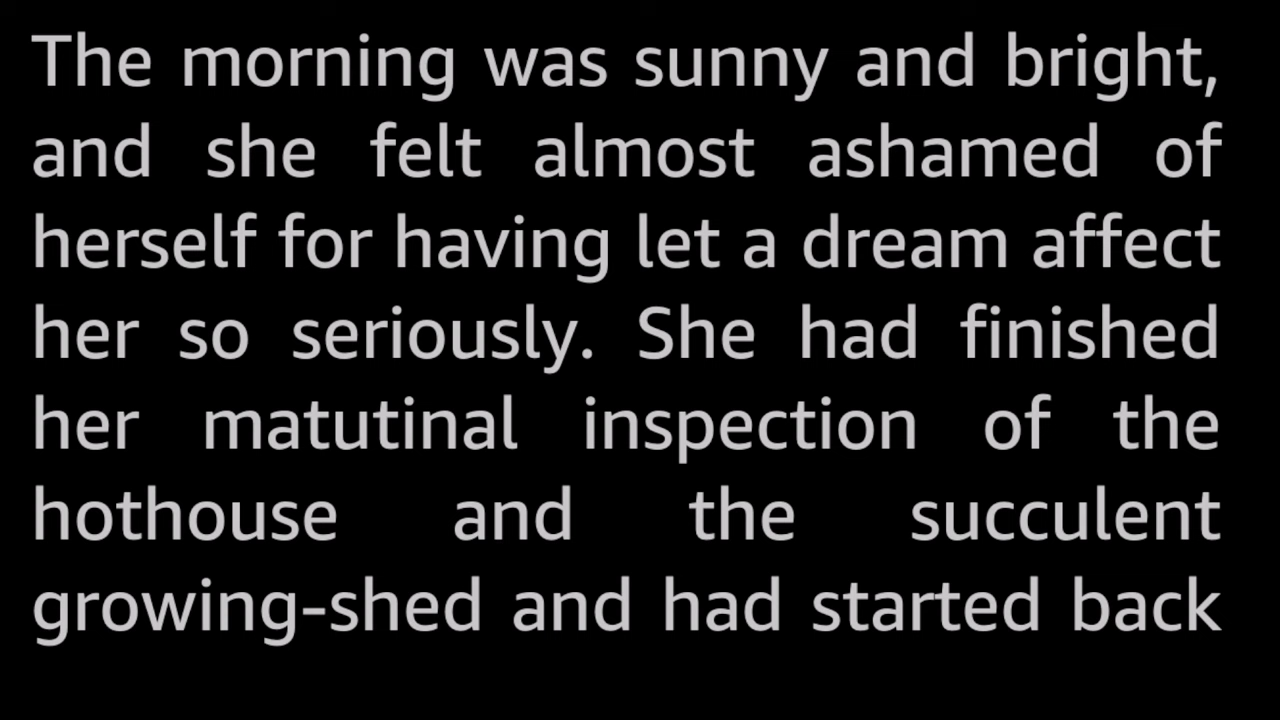 The morning was sunny and bright,
and she felt almost ashamed of
herself for having let a dream affect
her so seriously. She had finished
her matutinal inspection of the
hothouse and the succulent
growing-shed and had started back